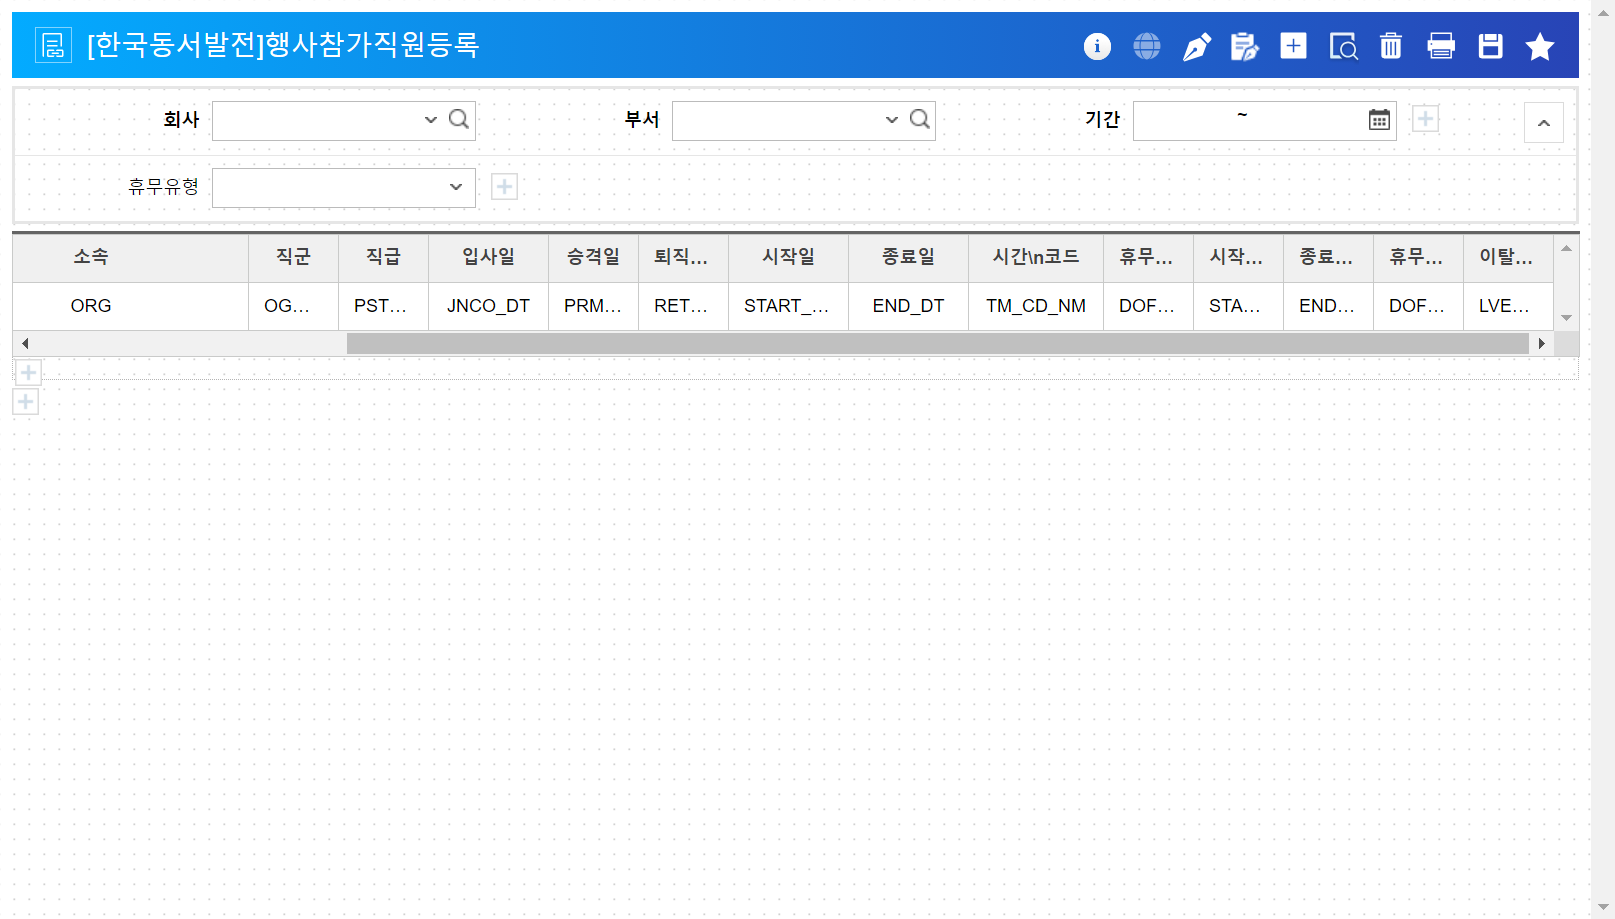 [한국동서발전]행사참가직원등록
회사 부서 기간 ~
휴무유형
소속 직군 직급 입사일 승격일 퇴직... 시작일 종료일 시간\n코드 휴무... 시작... 종료... 휴무... 이탈...
ORG OG... PST... JNCO_DT PRM... RET... START_... END_DT TM_CD_NM DOF... STA... END... DOF... LVE...